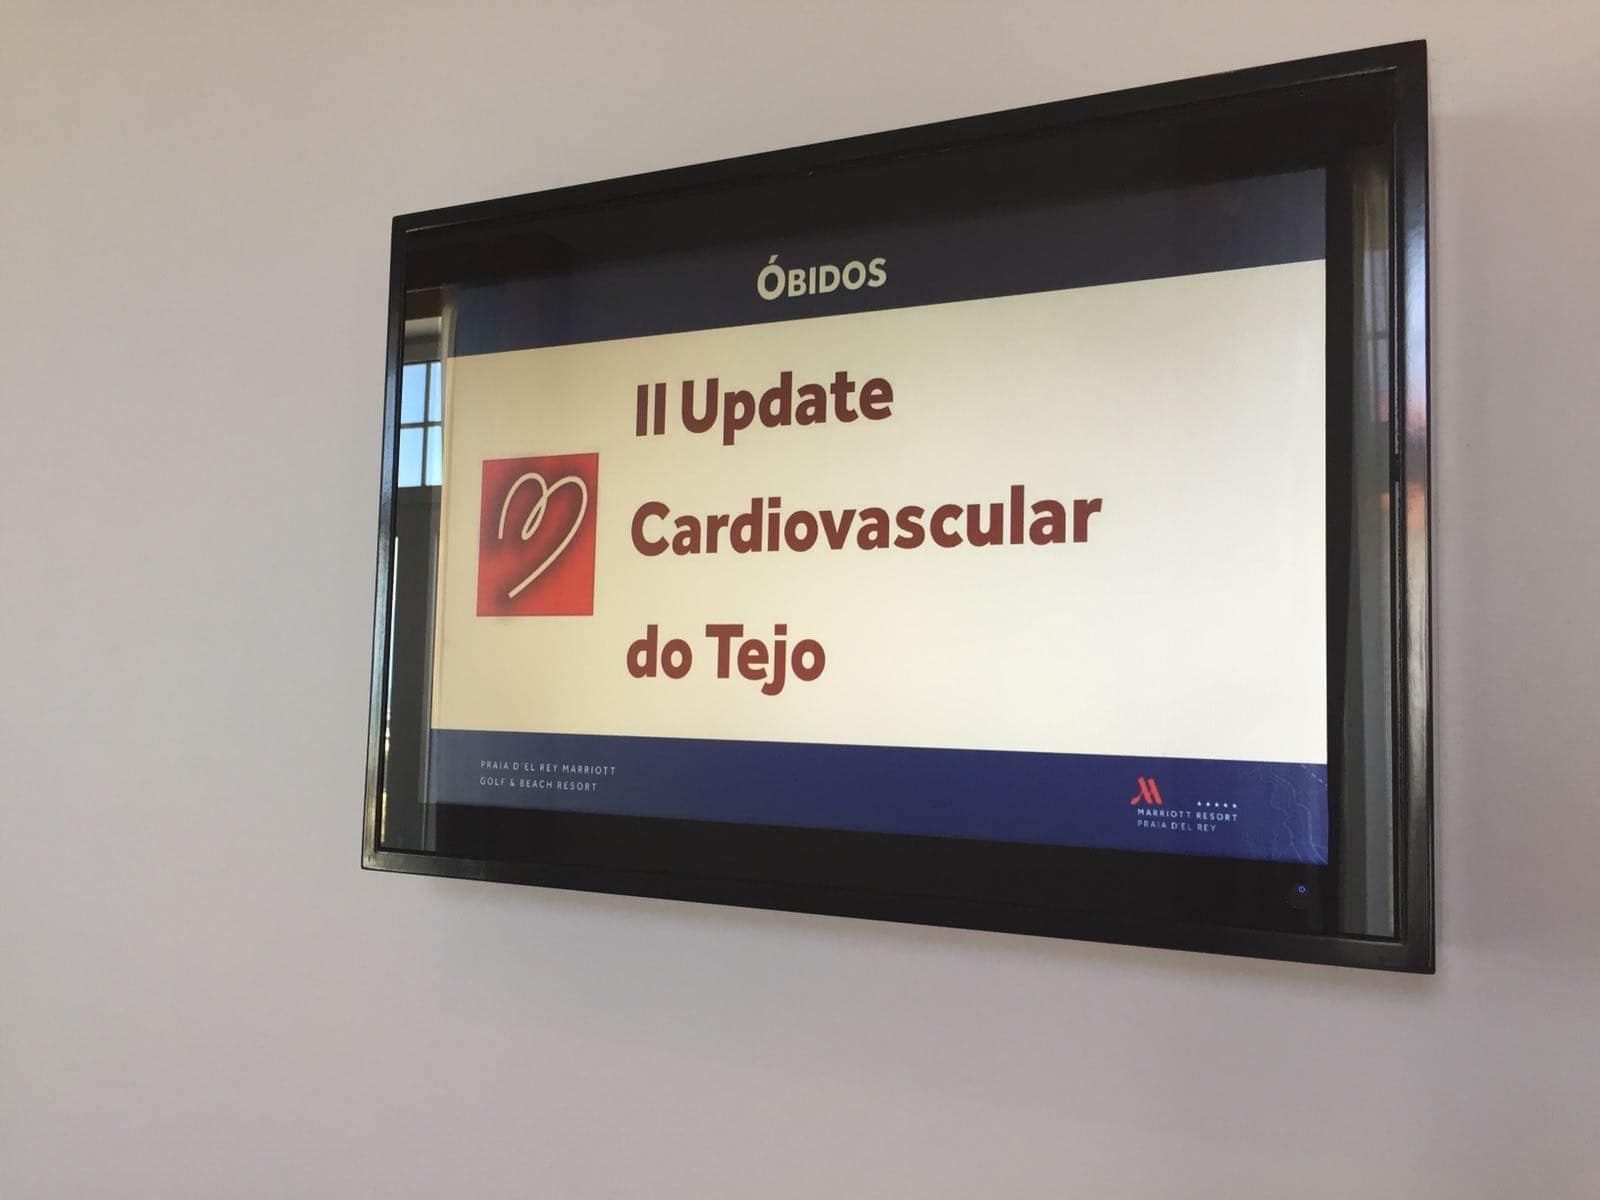 ÓBIDOS
II Update
Cardiovascular
do Tejo
PRAIA D'EL REY MARRIOTT
GOLF & BEACH RESORT
MARRIOTT RESORT
PRAIA D'EL REY